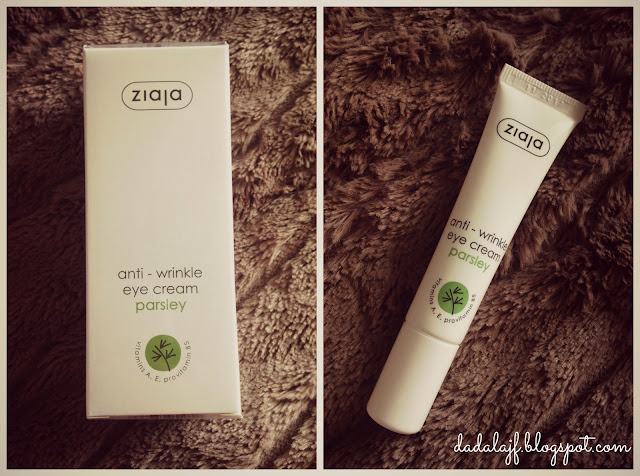 ziaja
anti - wrinkle
eye cream
parsley
vitamins A, E, provitamin B5
ziaja
anti - wrinkle
eye cream
parsley
vitamins A, E, provitamin B5
dadalajf.blogspot.com